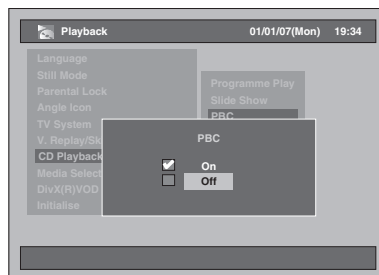 Playback 01/01/07(Mon) 19:34
Language
Still Mode
Parental Lock
Angle Icon
TV System
V. Replay/Sk
CD Playback
Media Select
DivX(R)VOD
Initialise
Programme Play
Slide Show
PBC
PBC
On
Off